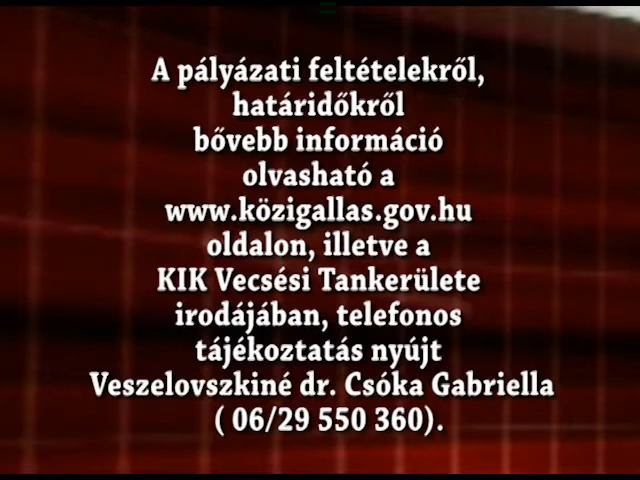 A pályázati feltételekről,
határidőkről
bővebb információ
olvasható a
www.közigallas.gov.hu
oldalon, illetve a
KIK Vecsési Tankerülete
irodájában, telefonos
tájékoztatás nyújt
Veszelovszkiné dr. Csóka Gabriella
( 06/29 550 360).